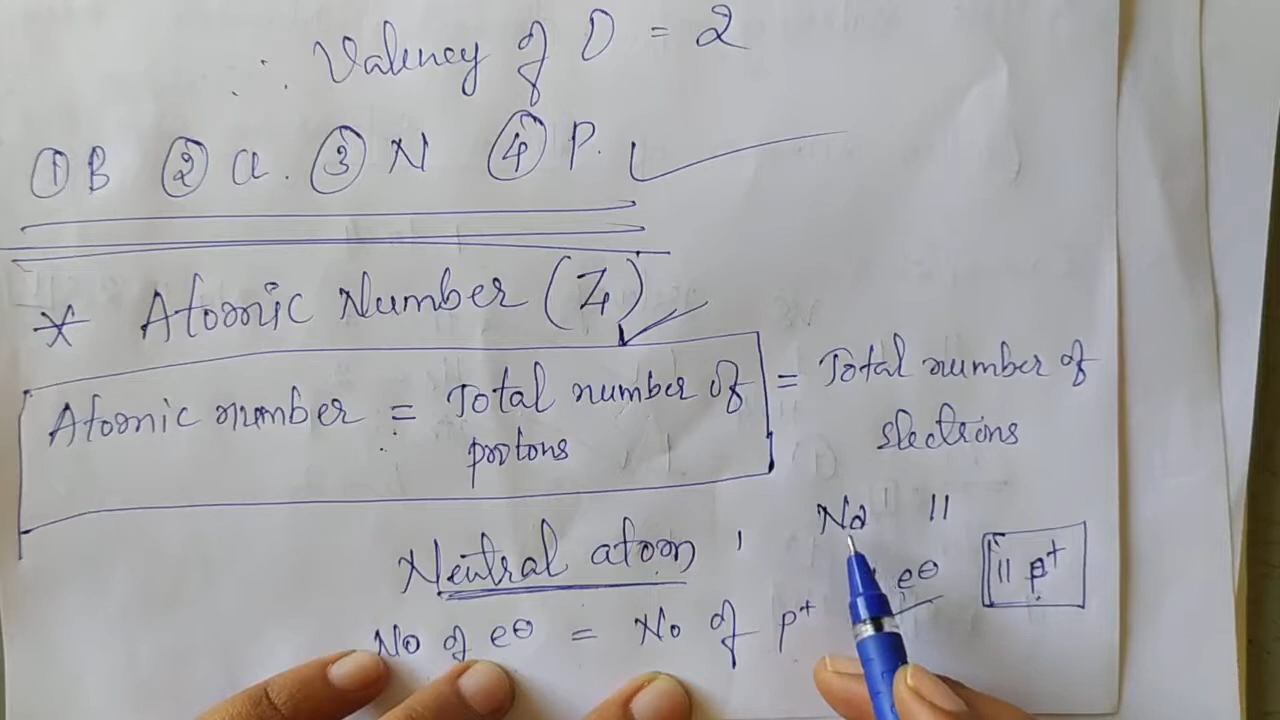 ∴ Valency of O = 2
① B ② Cl. ③ N ④ P.
* Atomic Number (Z)
Atomic number = Total number of protons = Total number of electrons
Neutral atom, Na 11
e⊖ 11 p⁺
No of e⊖ = No of p⁺